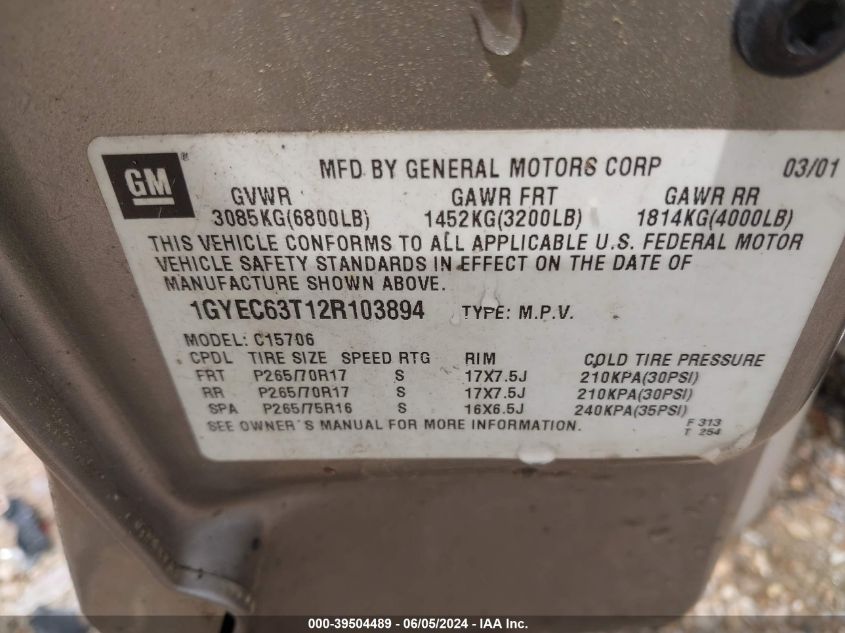 GM ® MFD BY GENERAL MOTORS CORP 03/01
GVWR GAWR FRT GAWR RR
3085KG(6800LB) 1452KG(3200LB) 1814KG(4000LB)
THIS VEHICLE CONFORMS TO ALL APPLICABLE U.S. FEDERAL MOTOR
VEHICLE SAFETY STANDARDS IN EFFECT ON THE DATE OF
MANUFACTURE SHOWN ABOVE.
1GYEC63T12R103894 TYPE: M.P.V.
MODEL: C15706
CPDL TIRE SIZE SPEED RTG RIM COLD TIRE PRESSURE
FRT P265/70R17 S 17X7.5J 210KPA(30PSI)
RR P265/70R17 S 17X7.5J 210KPA(30PSI)
SPA P265/75R16 S 16X6.5J 240KPA(35PSI)
SEE OWNER'S MANUAL FOR MORE INFORMATION. F 313
T 254
000-39504489 - 06/05/2024 - IAA Inc.